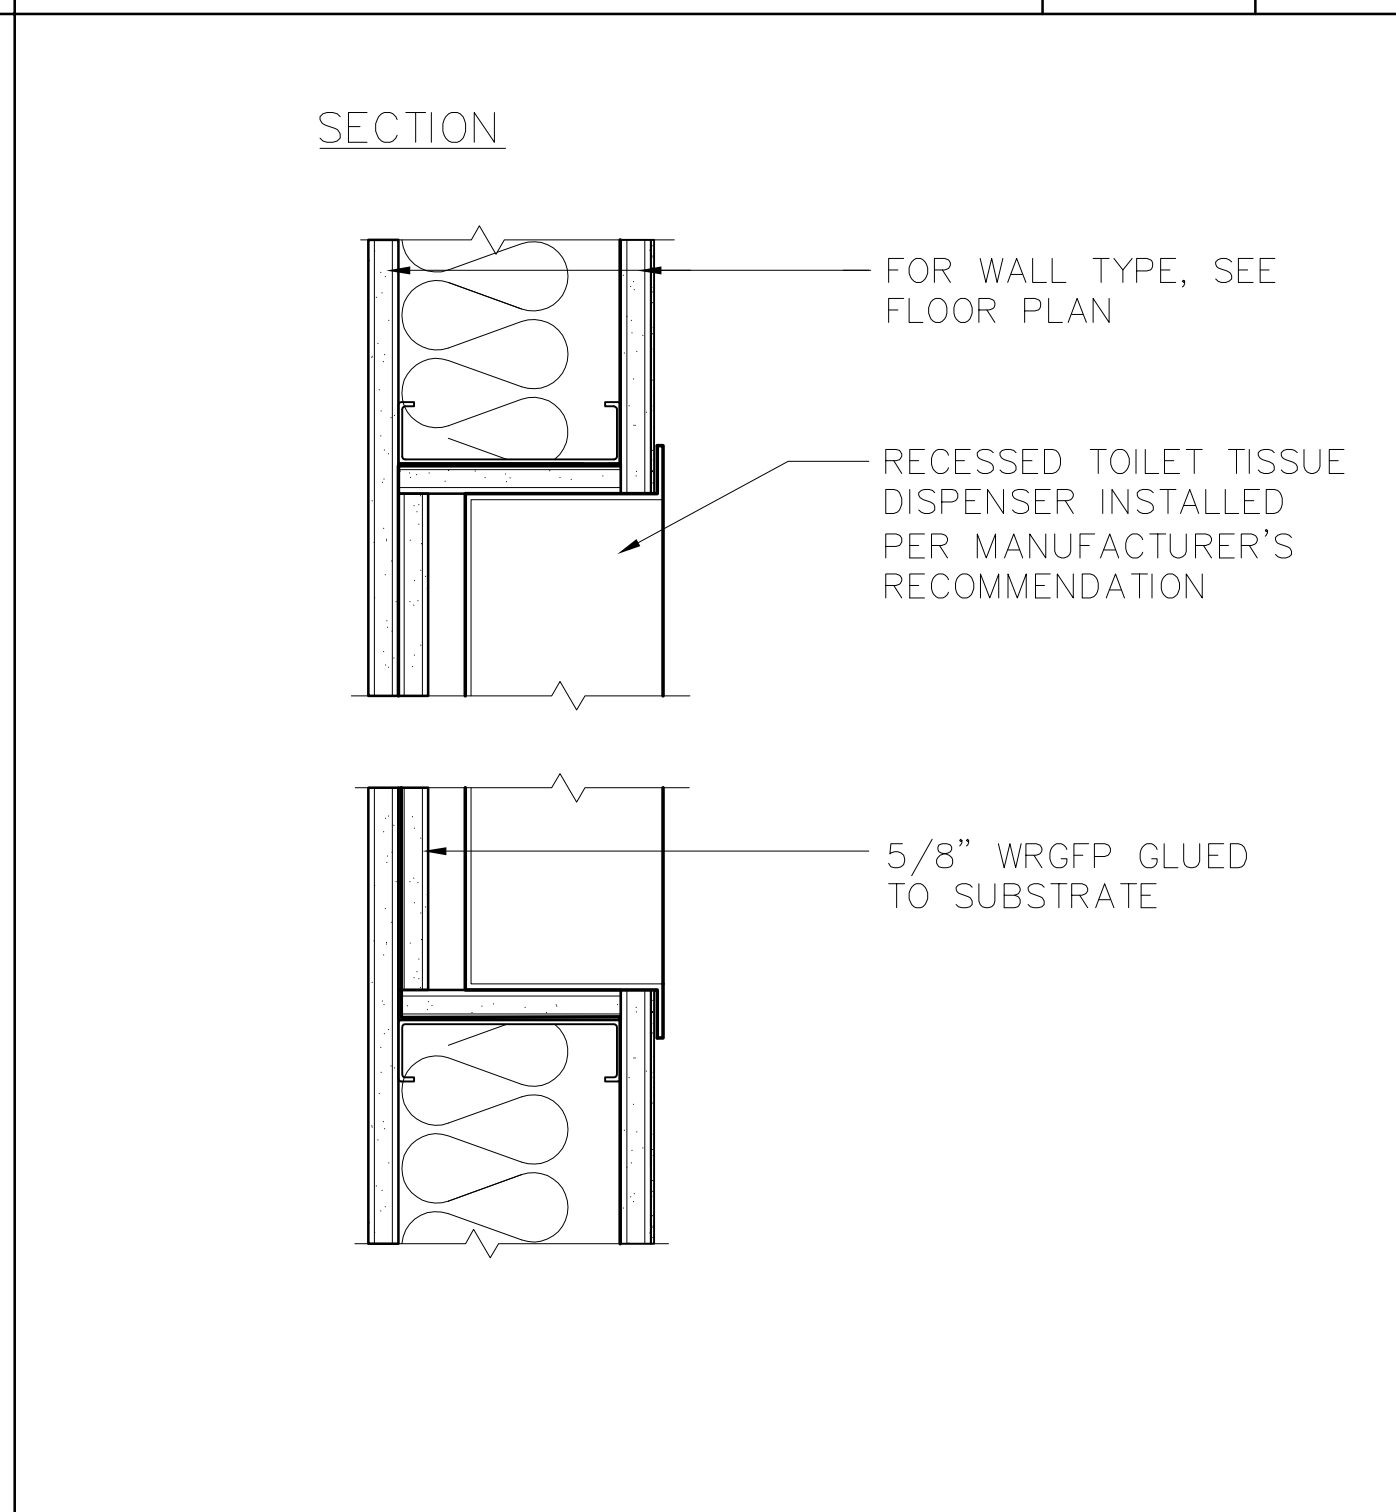 SECTION
FOR WALL TYPE, SEE
FLOOR PLAN
RECESSED TOILET TISSUE
DISPENSER INSTALLED
PER MANUFACTURER'S
RECOMMENDATION
5/8” WRGFP GLUED
TO SUBSTRATE